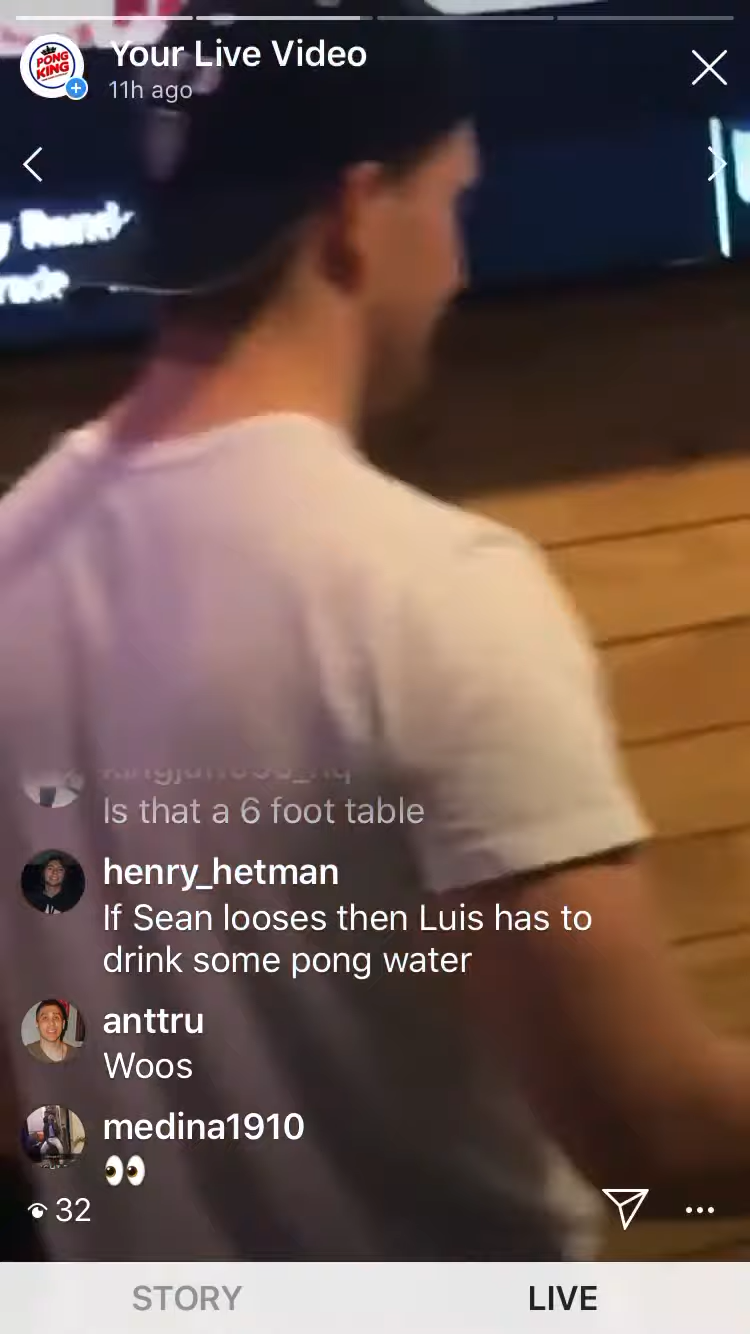 PONG
KING
Your Live Video
11h ago
Is that a 6 foot table
henry_hetman
If Sean looses then Luis has to
drink some pong water
anttru
Woos
medina1910
👀
32
STORY
LIVE